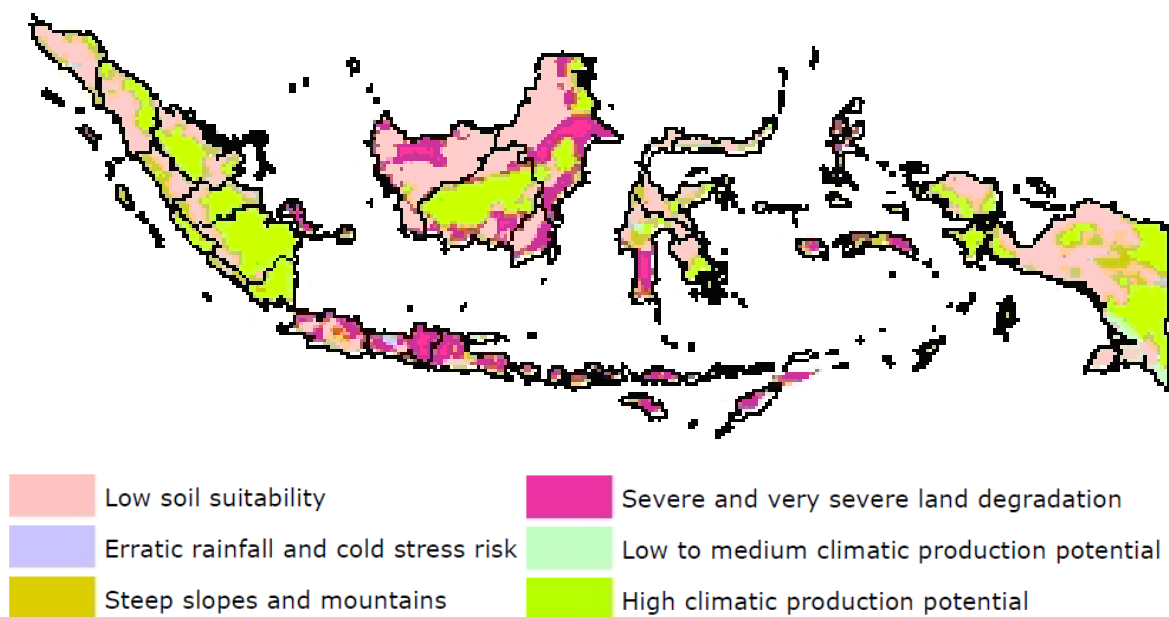 Low soil suitability
Severe and very severe land degradation
Erratic rainfall and cold stress risk
Low to medium climatic production potential
Steep slopes and mountains
High climatic production potential